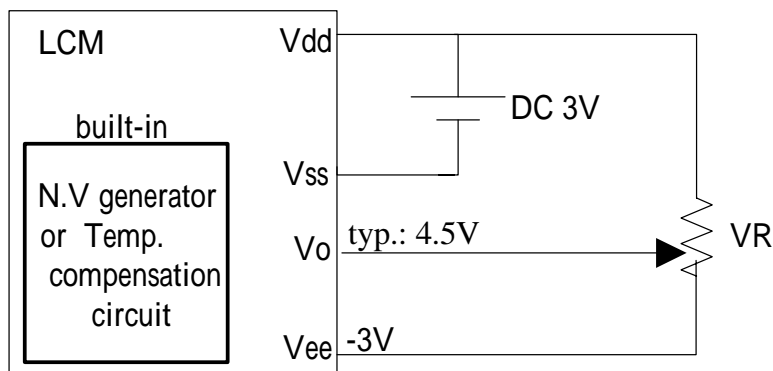 LCM
Vdd
DC 3V
built-in
Vss
N.V generator
or Temp.
compensation
circuit
Vo
typ.: 4.5V
VR
Vee
-3V